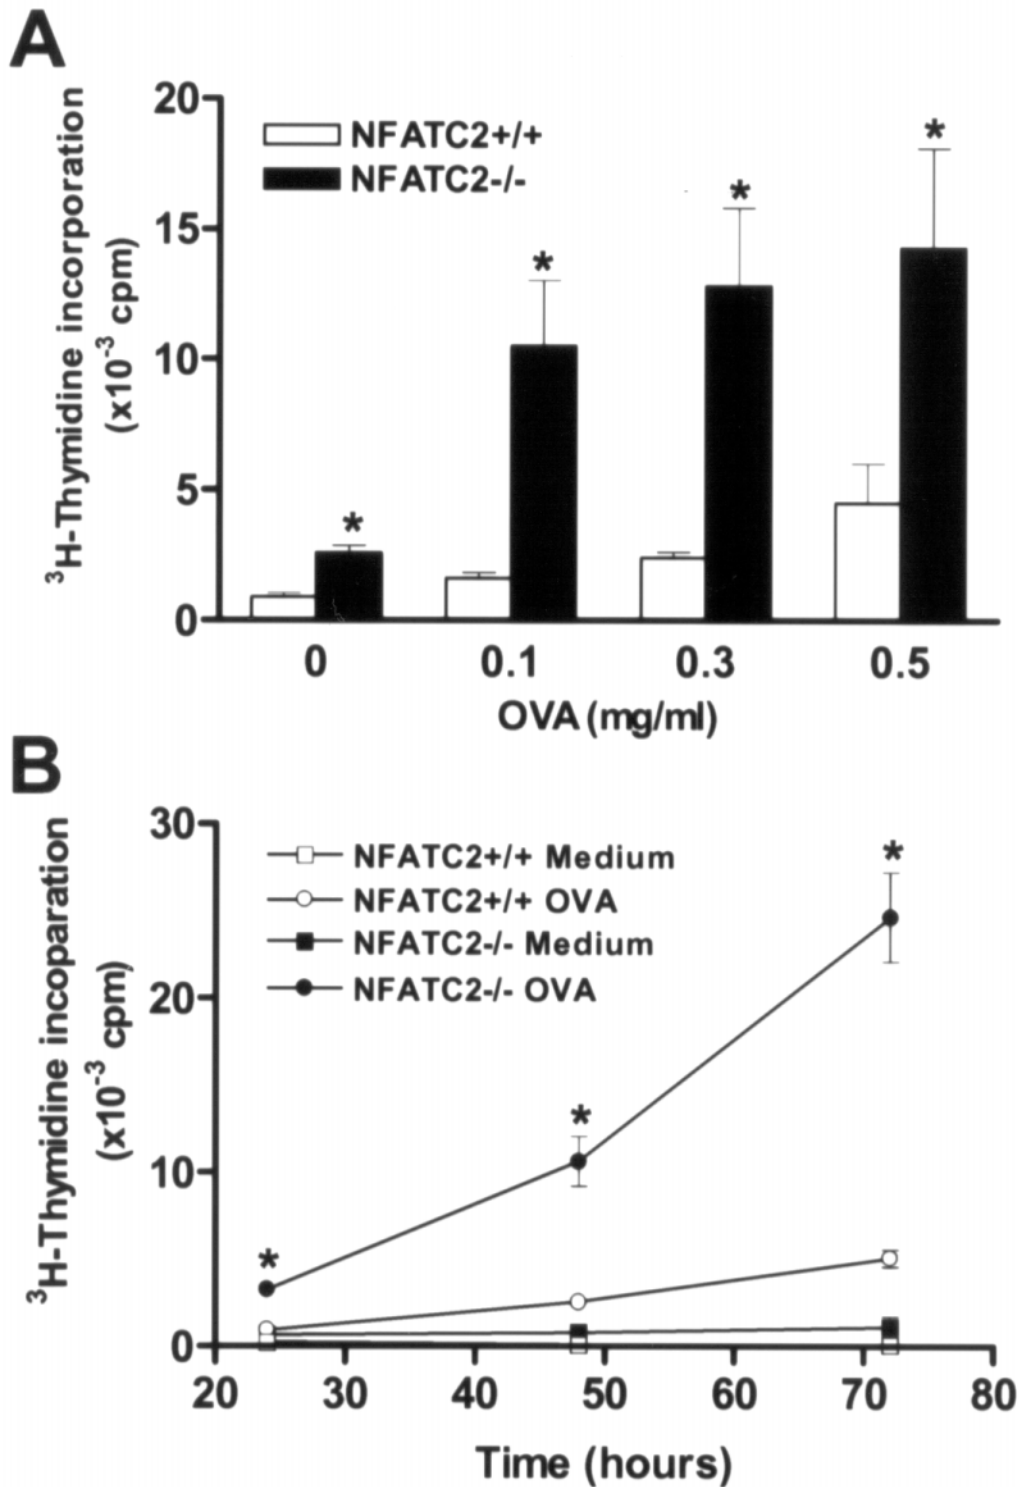 A
³H-Thymidine incorporation
(x10⁻³ cpm)
20
15
10
5
0
NFATC2+/+
NFATC2-/-
*
*
*
*
0 0.1 0.3 0.5
OVA (mg/ml)
B
³H-Thymidine incoparation
(x10⁻³ cpm)
30
20
10
0
NFATC2+/+ Medium
NFATC2+/+ OVA
NFATC2-/- Medium
NFATC2-/- OVA
*
*
*
20 30 40 50 60 70 80
Time (hours)